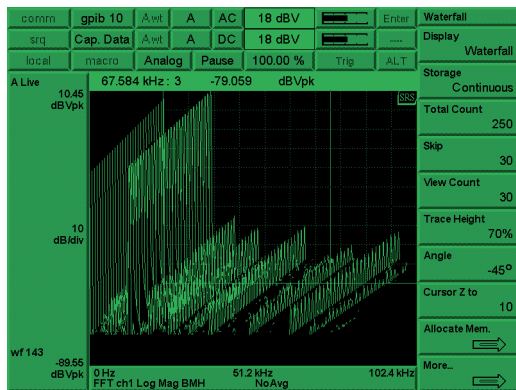 comm gpib 10 A.wt A AC 18 dBV Enter
srq Cap. Data A.wt A DC 18 dBV ----
local macro Analog Pause 100.00 % Trig ALT
A Live 67.584 kHz: 3 -79.059 dBVpk
10.45
dBVpk
SRS
10
dB/div
wf 143
-99.55
dBVpk
0 Hz 51.2 kHz 102.4 kHz
FFT ch1 Log Mag BMH NoAvg
Waterfall
Display
Waterfall
Storage
Continuous
Total Count
250
Skip
30
View Count
30
Trace Height
70%
Angle
-45°
Cursor Z to
10
Allocate Mem.
More...